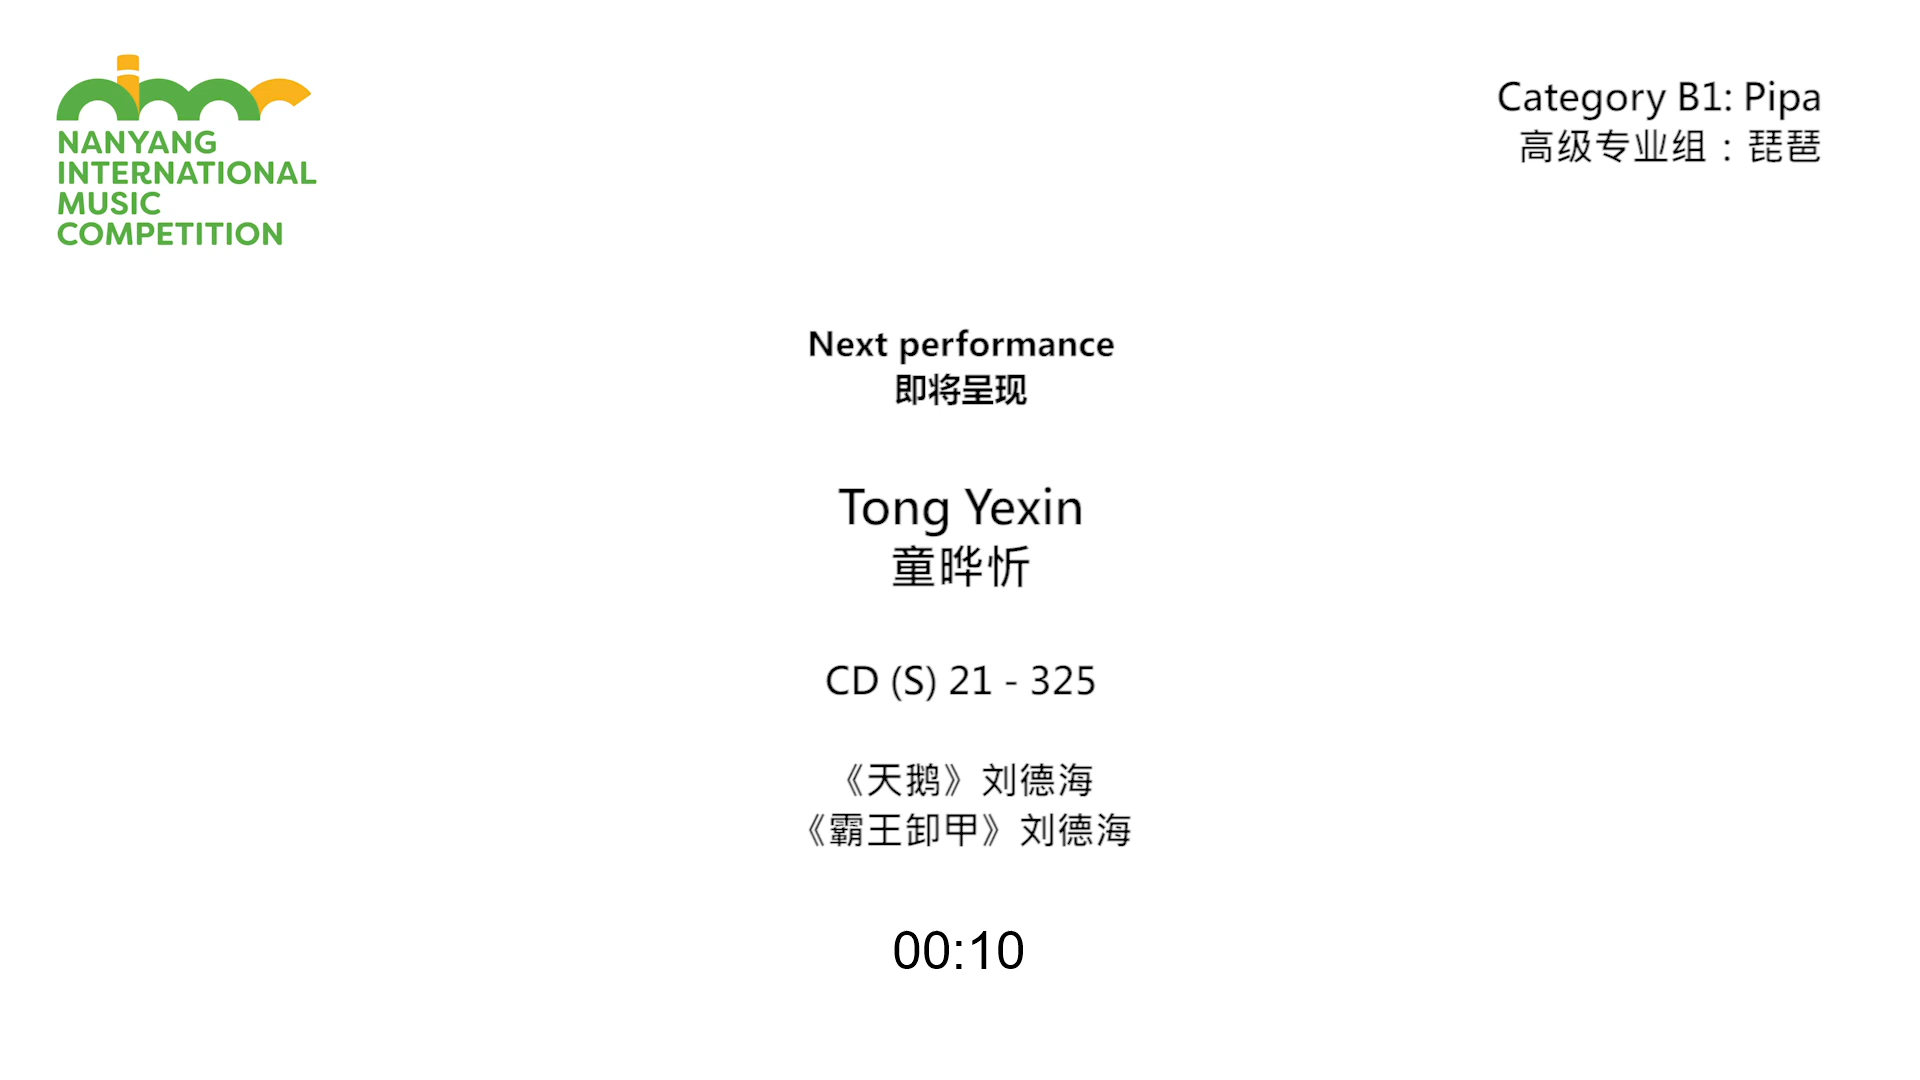 nimc
NANYANG
INTERNATIONAL
MUSIC
COMPETITION
Category B1: Pipa
高级专业组：琵琶
Next performance
即将呈现
Tong Yexin
童晔忻
CD (S) 21 - 325
《天鹅》刘德海
《霸王卸甲》刘德海
00:10